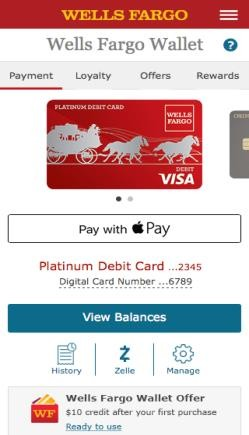 WELLS FARGO
Wells Fargo Wallet ?
Payment Loyalty Offers Rewards
PLATINUM DEBIT CARD
WELLS
FARGO
DEBIT
VISA
Pay with Pay
Platinum Debit Card ...2345
Digital Card Number ...6789
View Balances
History Zelle Manage
Wells Fargo Wallet Offer
WF
$10 credit after your first purchase
Ready to use